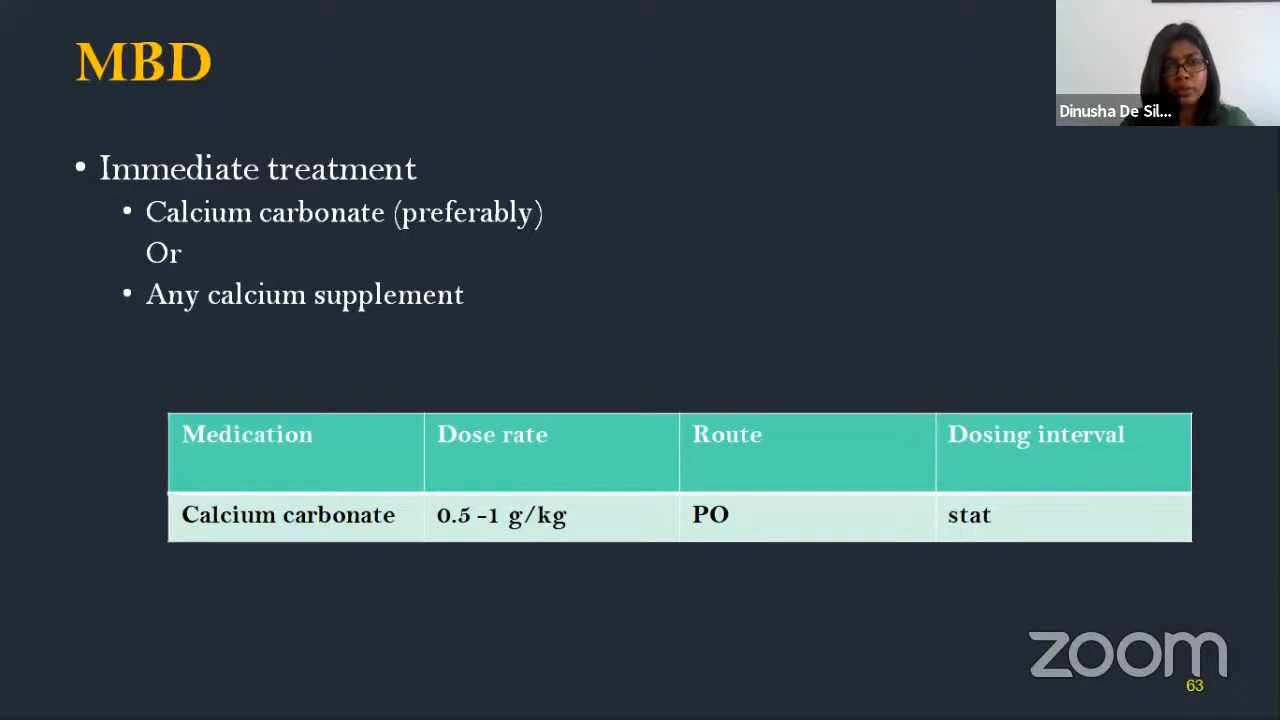 MBD
Dinusha De Sil...
• Immediate treatment
• Calcium carbonate (preferably)
Or
• Any calcium supplement
Medication Dose rate Route Dosing interval
Calcium carbonate 0.5 -1 g/kg PO stat
zoom
63